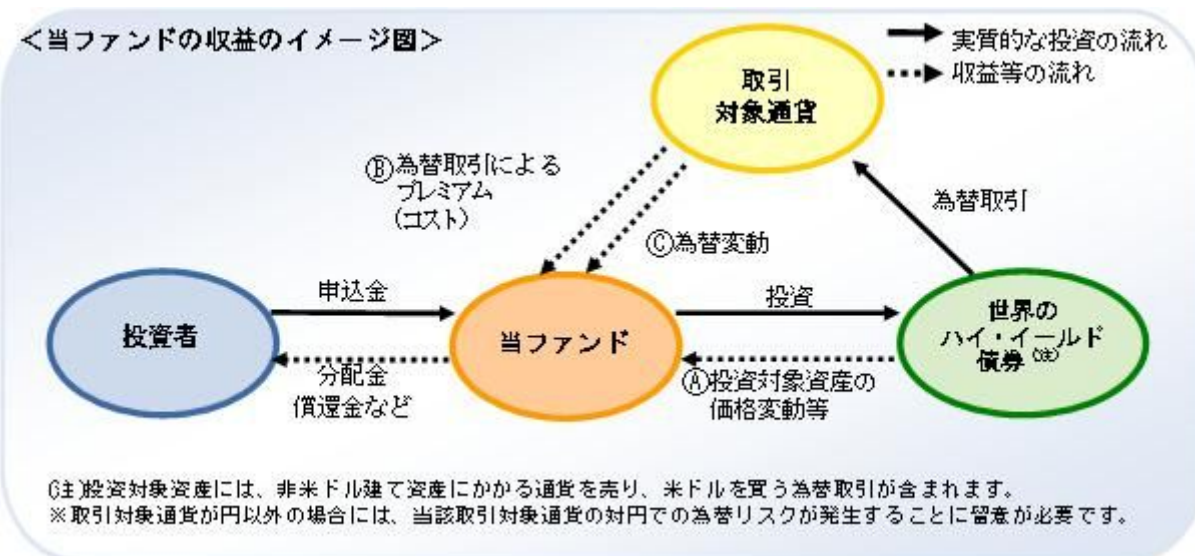 ＜当ファンドの収益のイメージ図＞
実質的な投資の流れ
収益等の流れ
取引
対象通貨
Ⓑ為替取引による
プレミアム
（コスト）
為替取引
Ⓒ為替変動
投資者
申込金
分配金
償還金など
当ファンド
投資
Ⓐ投資対象資産の
価格変動等
世界の
ハイ・イールド
債券（注）
（注）投資対象資産には、非米ドル建て資産にかかる通貨を売り、米ドルを買う為替取引が含まれます。
※取引対象通貨が円以外の場合には、当該取引対象通貨の対円での為替リスクが発生することに留意が必要です。